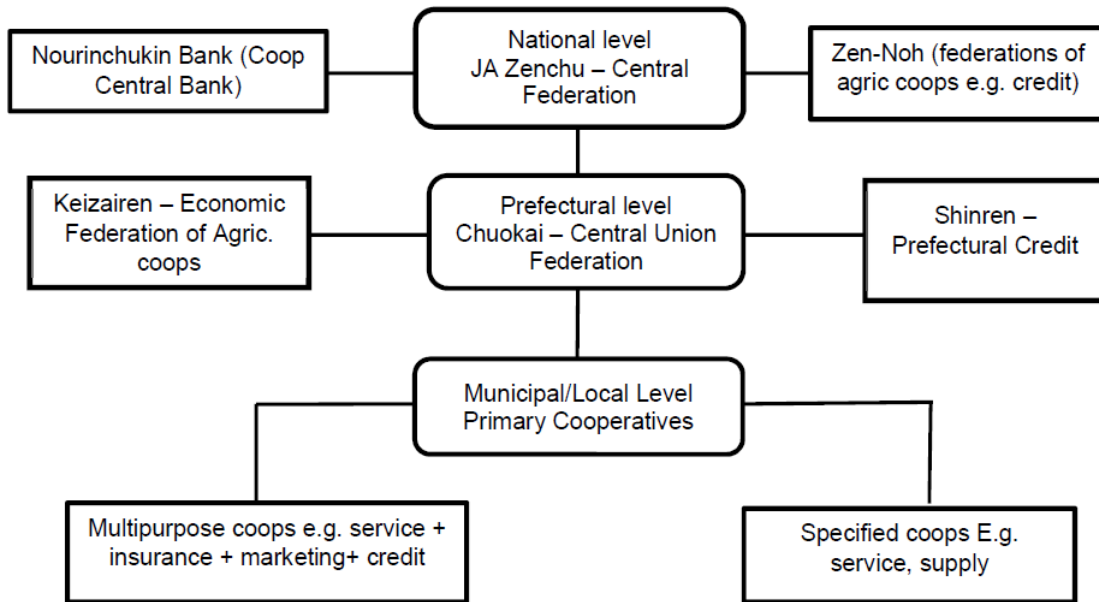 Nourinchukin Bank (Coop
Central Bank)
National level
JA Zenchu – Central
Federation
Zen-Noh (federations of
agric coops e.g. credit)
Keizairen – Economic
Federation of Agric.
coops
Prefectural level
Chuokai – Central Union
Federation
Shinren –
Prefectural Credit
Municipal/Local Level
Primary Cooperatives
Multipurpose coops e.g. service +
insurance + marketing+ credit
Specified coops E.g.
service, supply